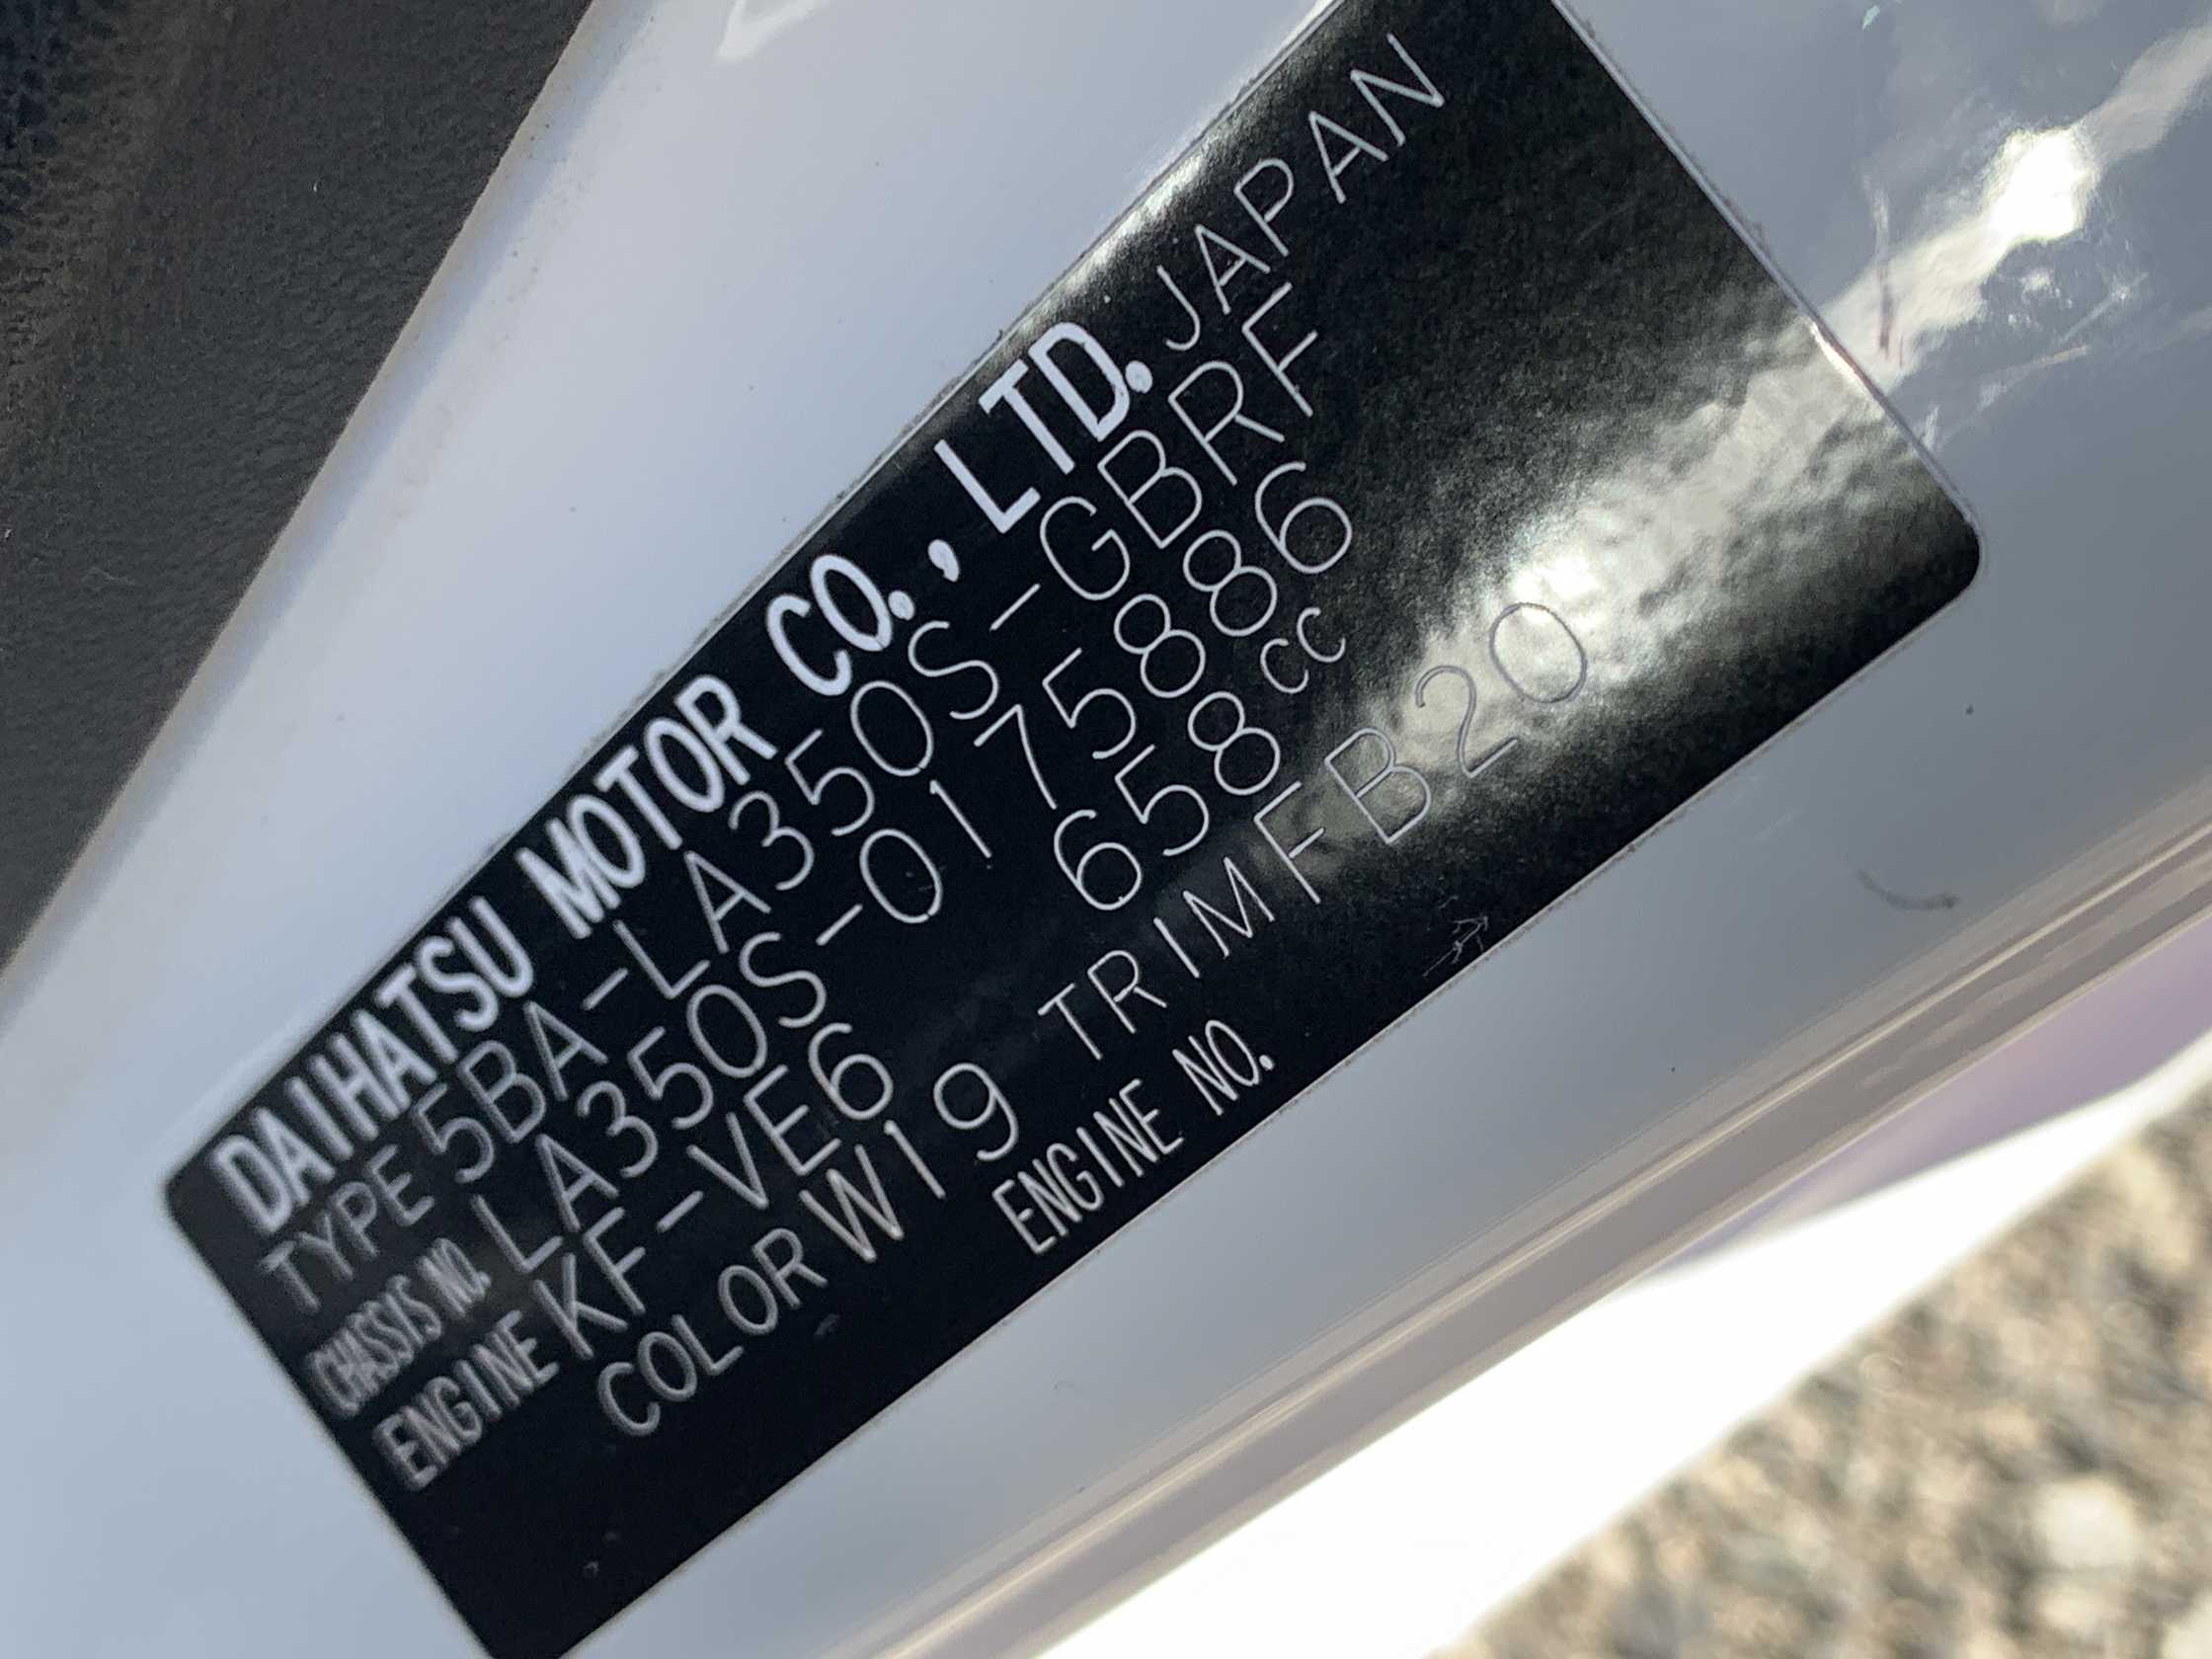 DAIHATSU MOTOR CO., LTD. JAPAN
TYPE 5BA-LA350S-GBRF
CHASSIS NO. LA350S-0175886
ENGINE KF-VE6 658cc
COLOR W19 TRIM FB20
ENGINE NO.